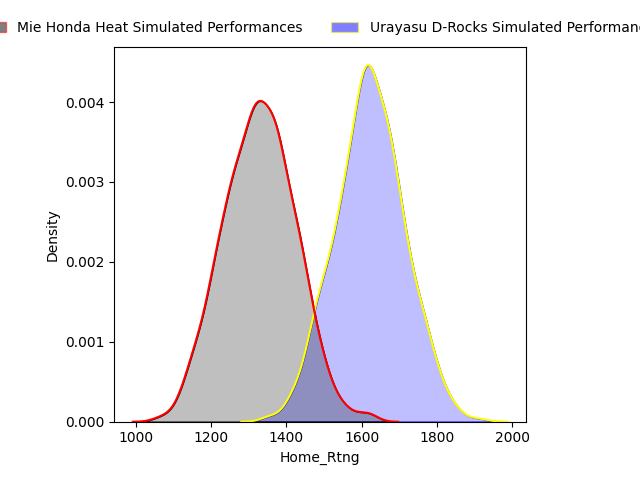 Mie Honda Heat Simulated Performances
Urayasu D-Rocks Simulated
0.004
0.003
0.002
0.001
0.000
Density
1000 1200 1400 1600 1800 2000
Home_Rtng